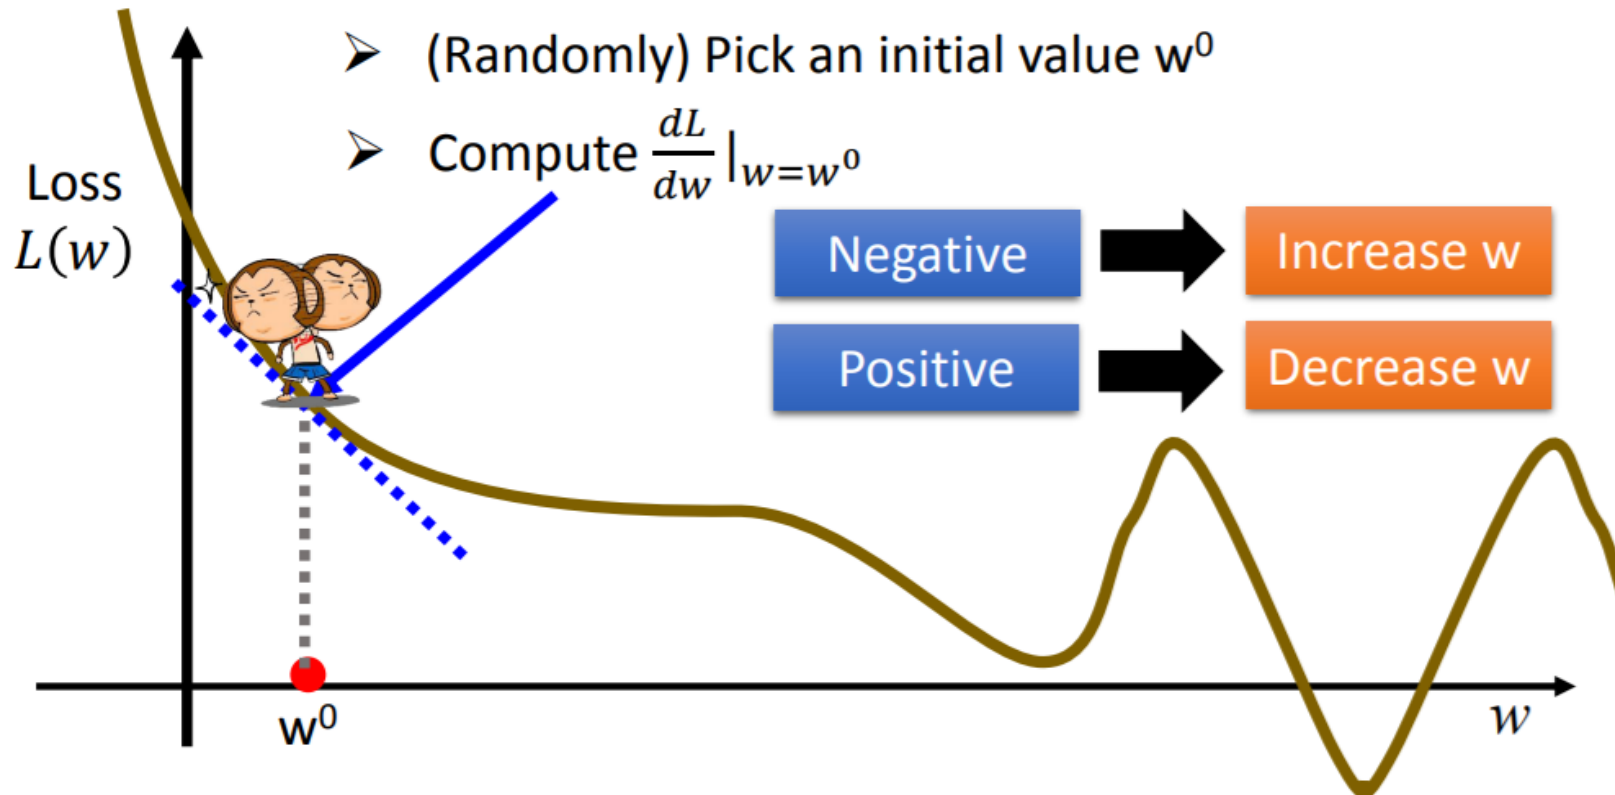 ➢ (Randomly) Pick an initial value w⁰
➢ Compute dL/dw |w=w⁰
Loss
L(w)
Negative
Increase w
Positive
Decrease w
w⁰
w